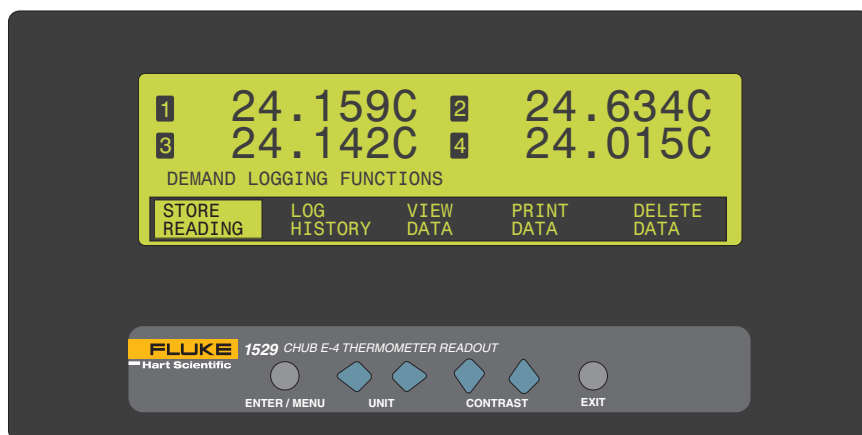 1 24.159C 2 24.634C
3 24.142C 4 24.015C
DEMAND LOGGING FUNCTIONS
STORE LOG VIEW PRINT DELETE
READING HISTORY DATA DATA DATA
FLUKE 1529 CHUB E-4 THERMOMETER READOUT
Hart Scientific
ENTER / MENU UNIT CONTRAST EXIT